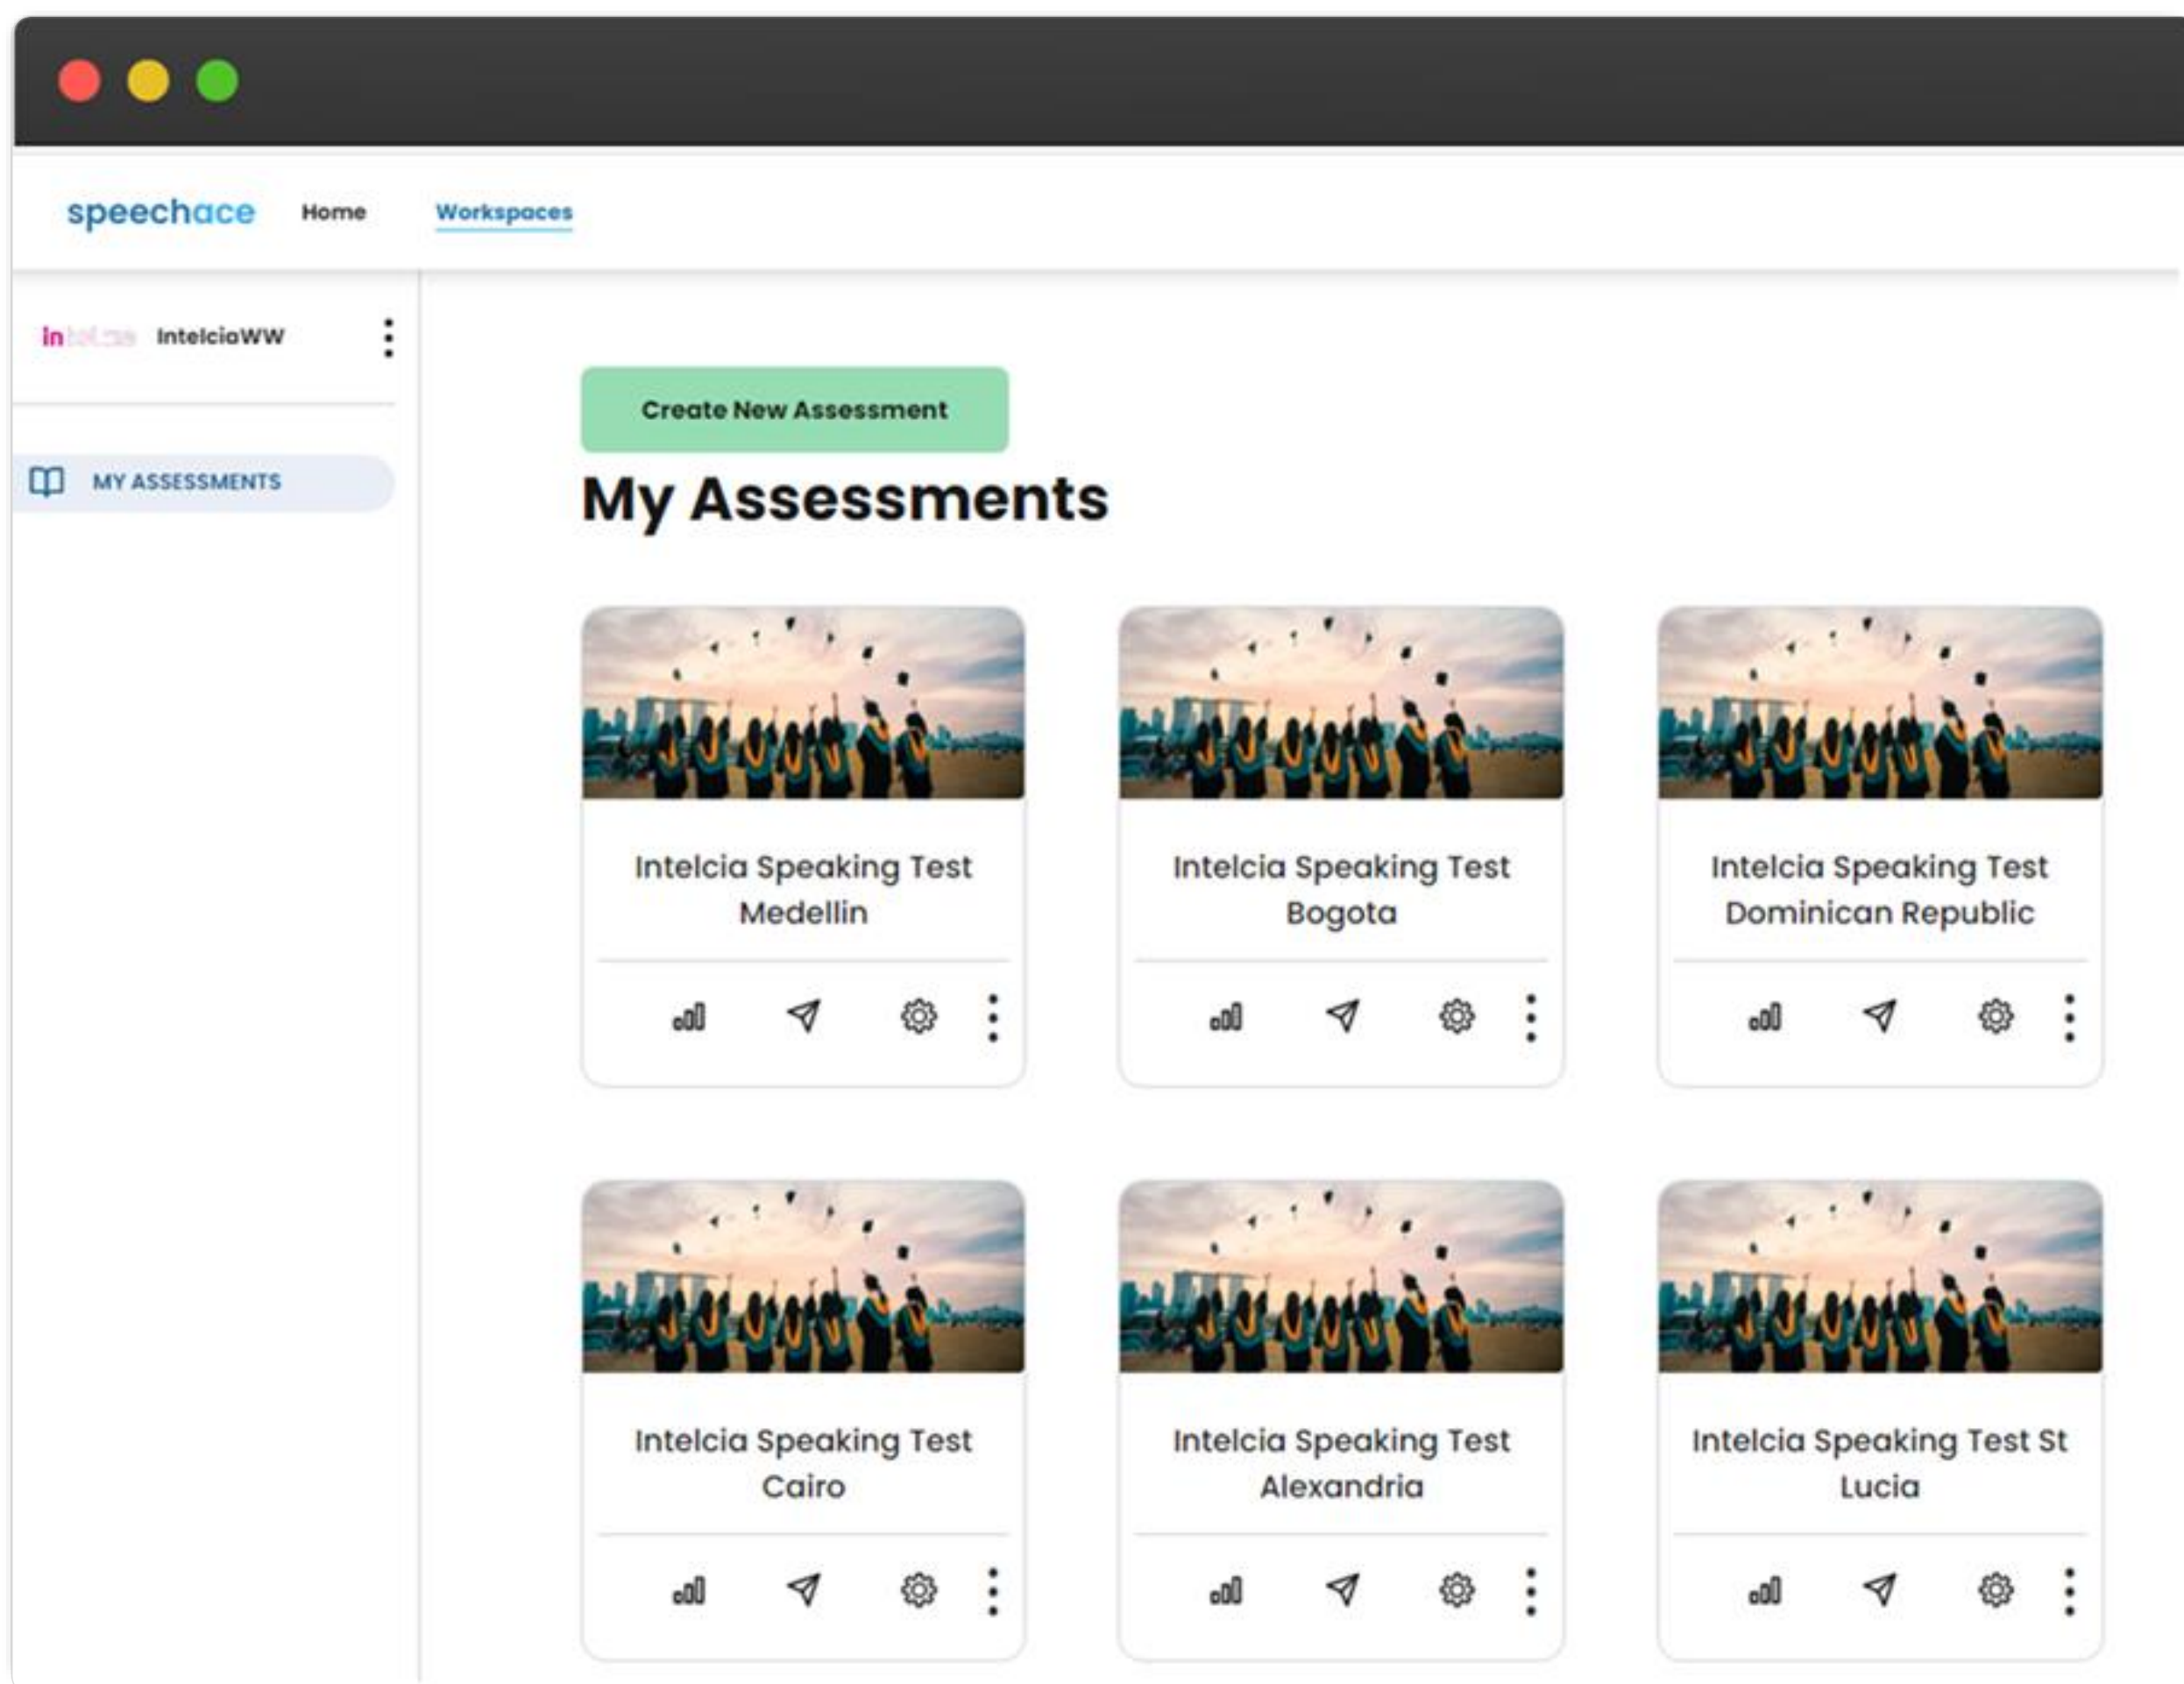 speechace Home Workspaces
in IntelciaWW
MY ASSESSMENTS
Create New Assessment
My Assessments
Intelcia Speaking Test
Medellin
Intelcia Speaking Test
Bogota
Intelcia Speaking Test
Dominican Republic
Intelcia Speaking Test
Cairo
Intelcia Speaking Test
Alexandria
Intelcia Speaking Test St
Lucia